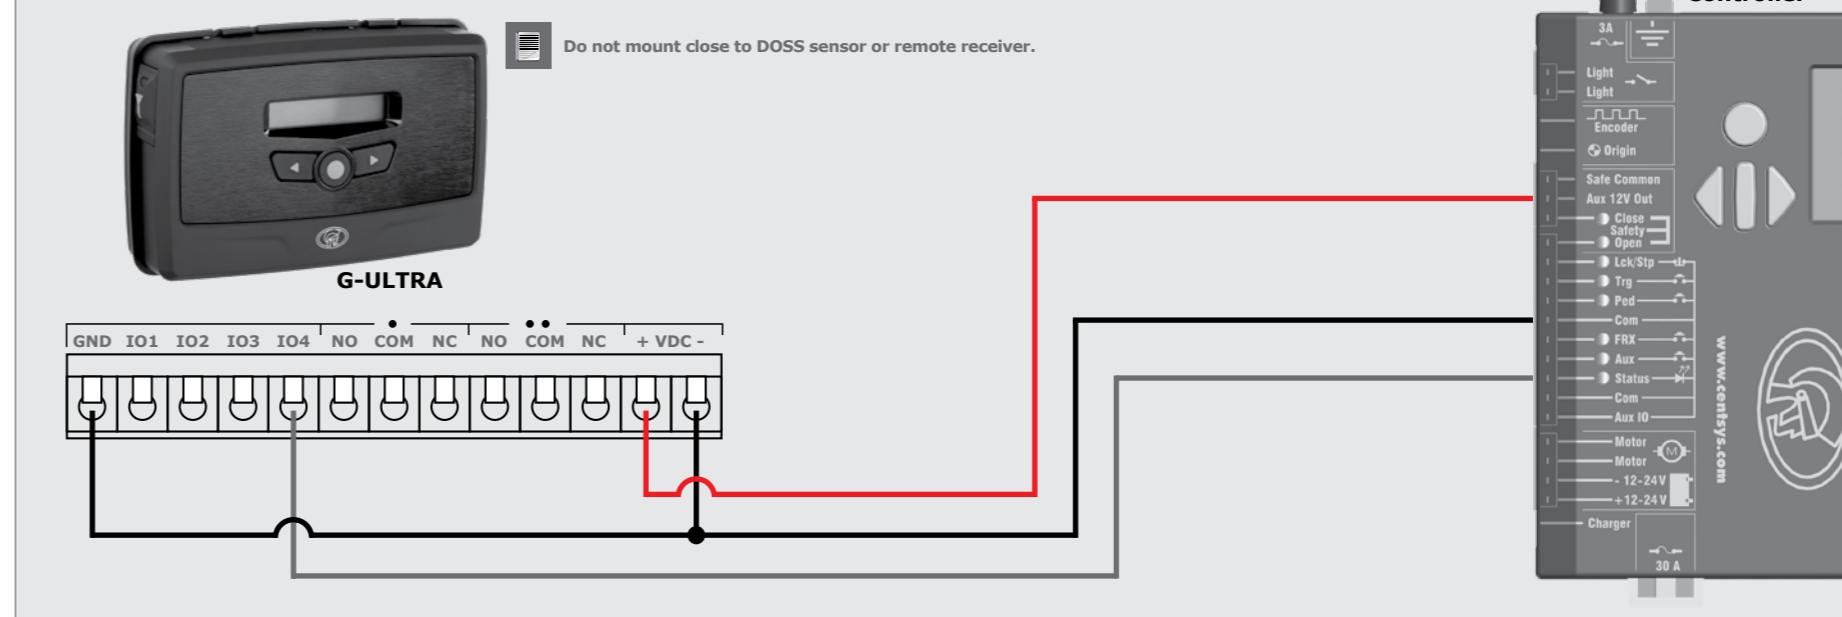 Do not mount close to DOSS sensor or remote receiver.
G-ULTRA
GND IO1 IO2 IO3 IO4 NO COM NC NO COM NC + VDC -
3A
Light
Light
Encoder
Origin
Safe Common
Aux 12V Out
Close
Safety
Open
Lck/Stp
Trg
Ped
Com
FRX
Aux
Status
Com
Aux IO
Motor
Motor
M
- 12-24V
+12-24V
Charger
30 A
www.centsys.com